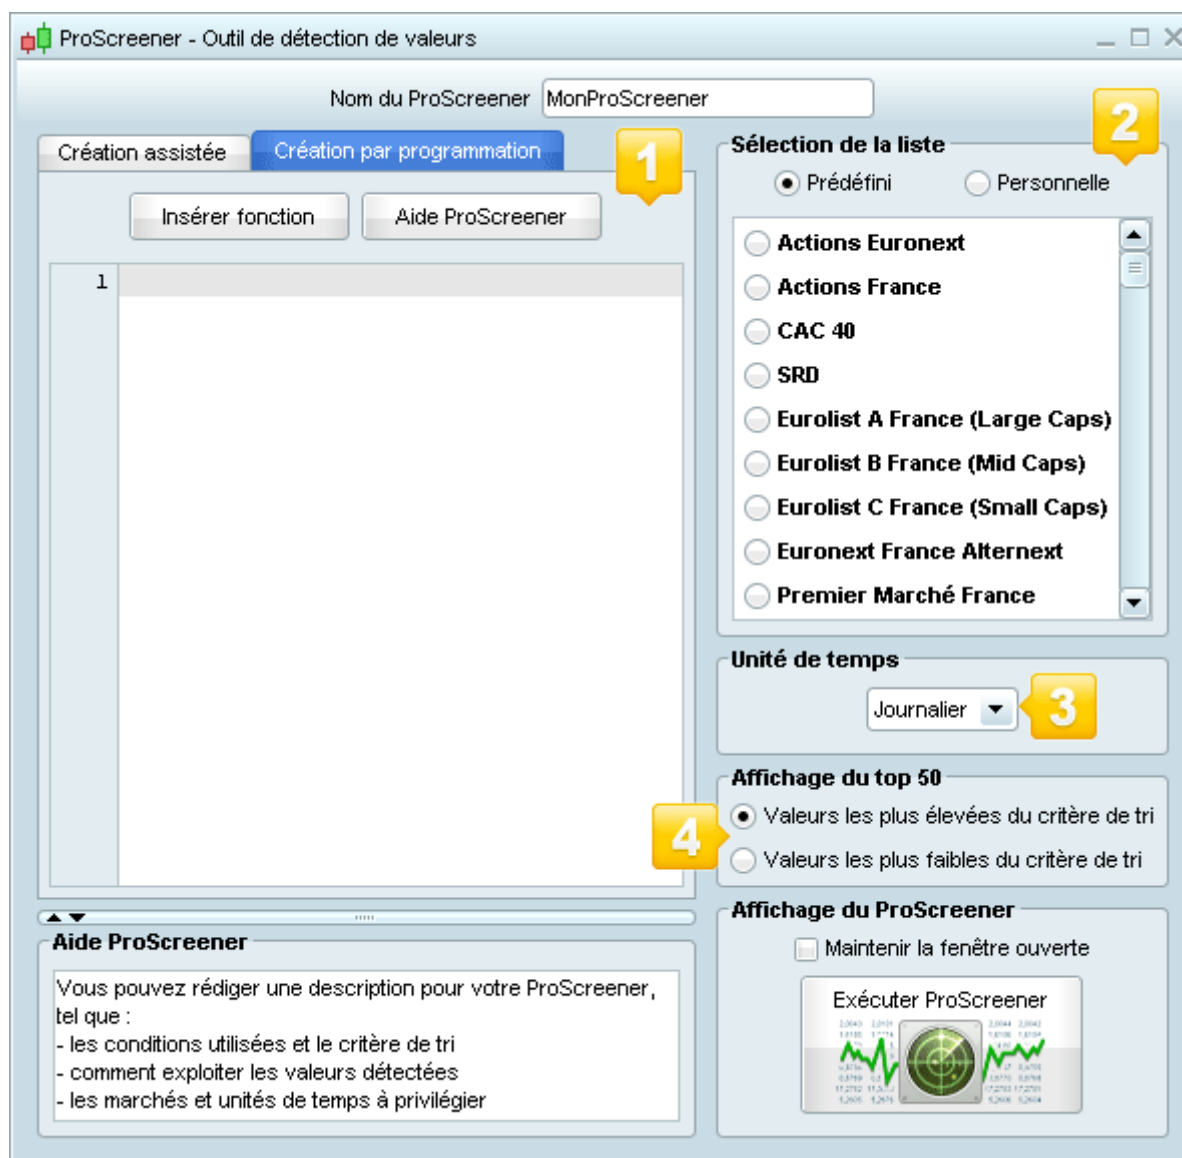 ProScreener - Outil de détection de valeurs
Nom du ProScreener MonProScreener
Création assistée
Création par programmation
1
Insérer fonction
Aide ProScreener
1
Sélection de la liste
2
Prédéfini
Personnelle
Actions Euronext
Actions France
CAC 40
SRD
Eurolist A France (Large Caps)
Eurolist B France (Mid Caps)
Eurolist C France (Small Caps)
Euronext France Alternext
Premier Marché France
Unité de temps
Journalier
3
Affichage du top 50
4
Valeurs les plus élevées du critère de tri
Valeurs les plus faibles du critère de tri
Aide ProScreener
Vous pouvez rédiger une description pour votre ProScreener,
tel que :
- les conditions utilisées et le critère de tri
- comment exploiter les valeurs détectées
- les marchés et unités de temps à privilégier
Affichage du ProScreener
Maintenir la fenêtre ouverte
Exécuter ProScreener